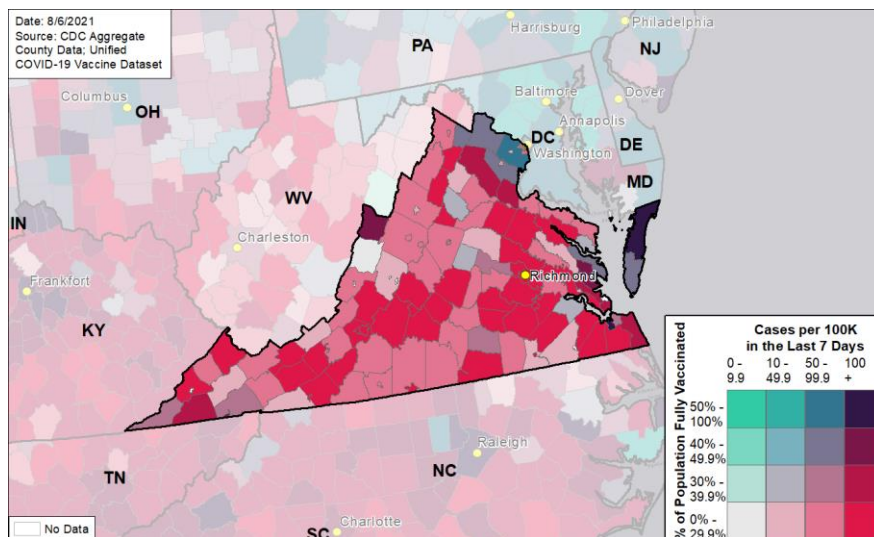 Date: 8/6/2021
Source: CDC Aggregate
County Data; Unified
COVID-19 Vaccine Dataset
Harrisburg
Philadelphia
PA
NJ
Columbus
OH
Baltimore
Dover
Annapolis
DC
Washington
DE
MD
WV
IN
Charleston
Frankfort
Richmond
KY
Raleigh
TN
NC
Charlotte
SC
No Data
Cases per 100K
in the Last 7 Days
0 - 9.9
10 - 49.9
50 - 99.9
100 +
% of Population Fully Vaccinated
50% - 100%
40% - 49.9%
30% - 39.9%
0% - 29.9%